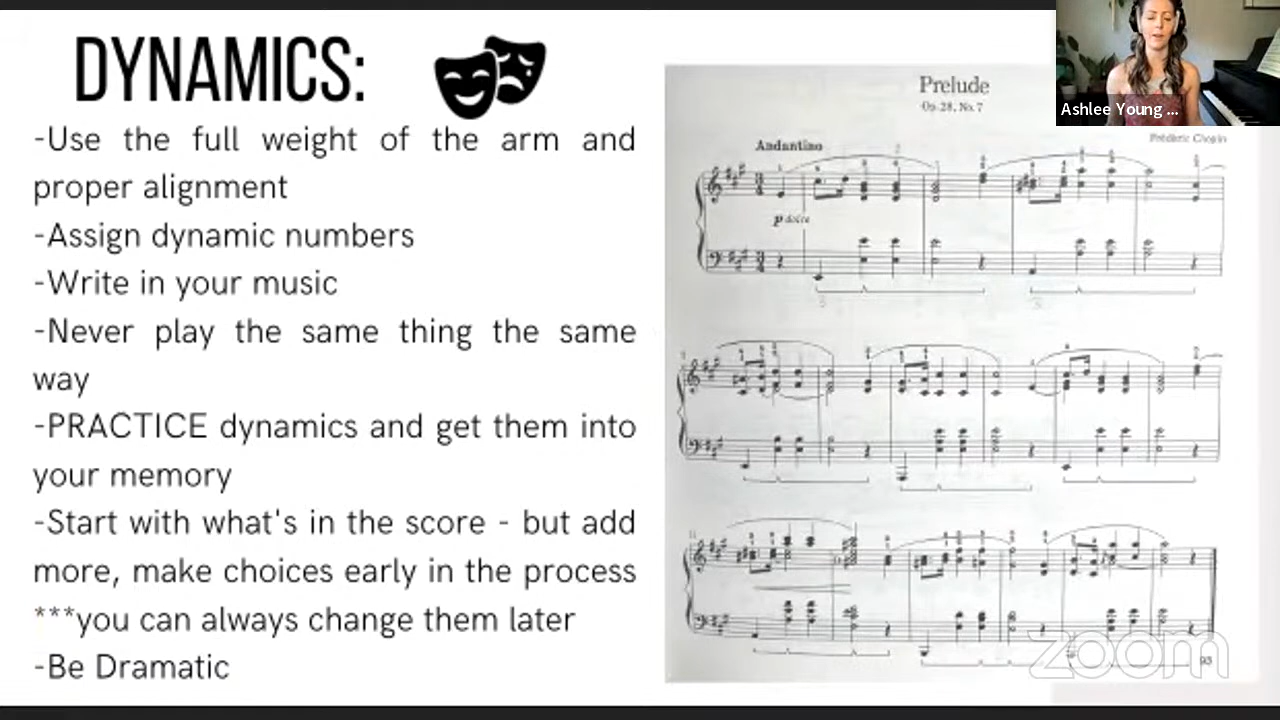 DYNAMICS:
-Use the full weight of the arm and
proper alignment
-Assign dynamic numbers
-Write in your music
-Never play the same thing the same
way
-PRACTICE dynamics and get them into
your memory
-Start with what's in the score - but add
more, make choices early in the process
***you can always change them later
-Be Dramatic
Ashlee Young ...
Prelude
Op. 28, No. 7
Frédéric Chopin
Andantino
p dolce
zoom
93